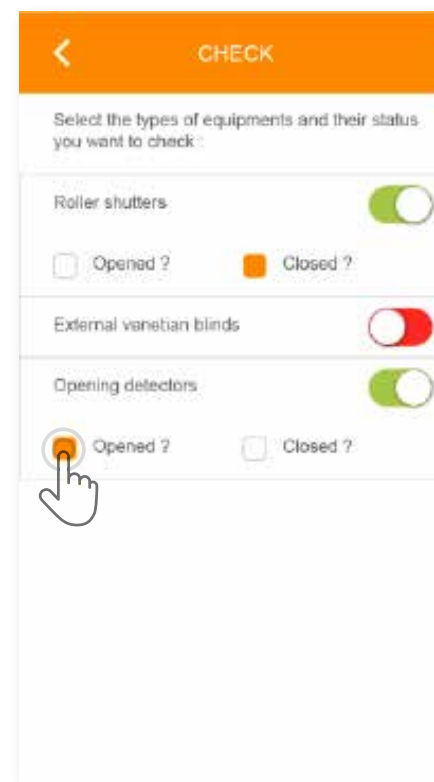 CHECK
Select the types of equipments and their status
you want to check :
Roller shutters
Opened ? Closed ?
External venetian blinds
Opening detectors
Opened ? Closed ?